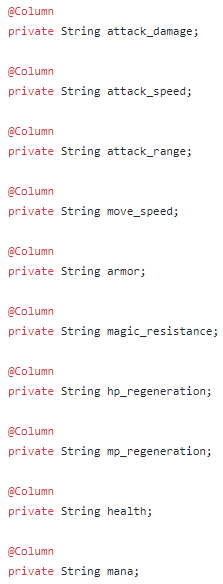 @Column
private String attack_damage;
@Column
private String attack_speed;
@Column
private String attack_range;
@Column
private String move_speed;
@Column
private String armor;
@Column
private String magic_resistance;
@Column
private String hp_regeneration;
@Column
private String mp_regeneration;
@Column
private String health;
@Column
private String mana;